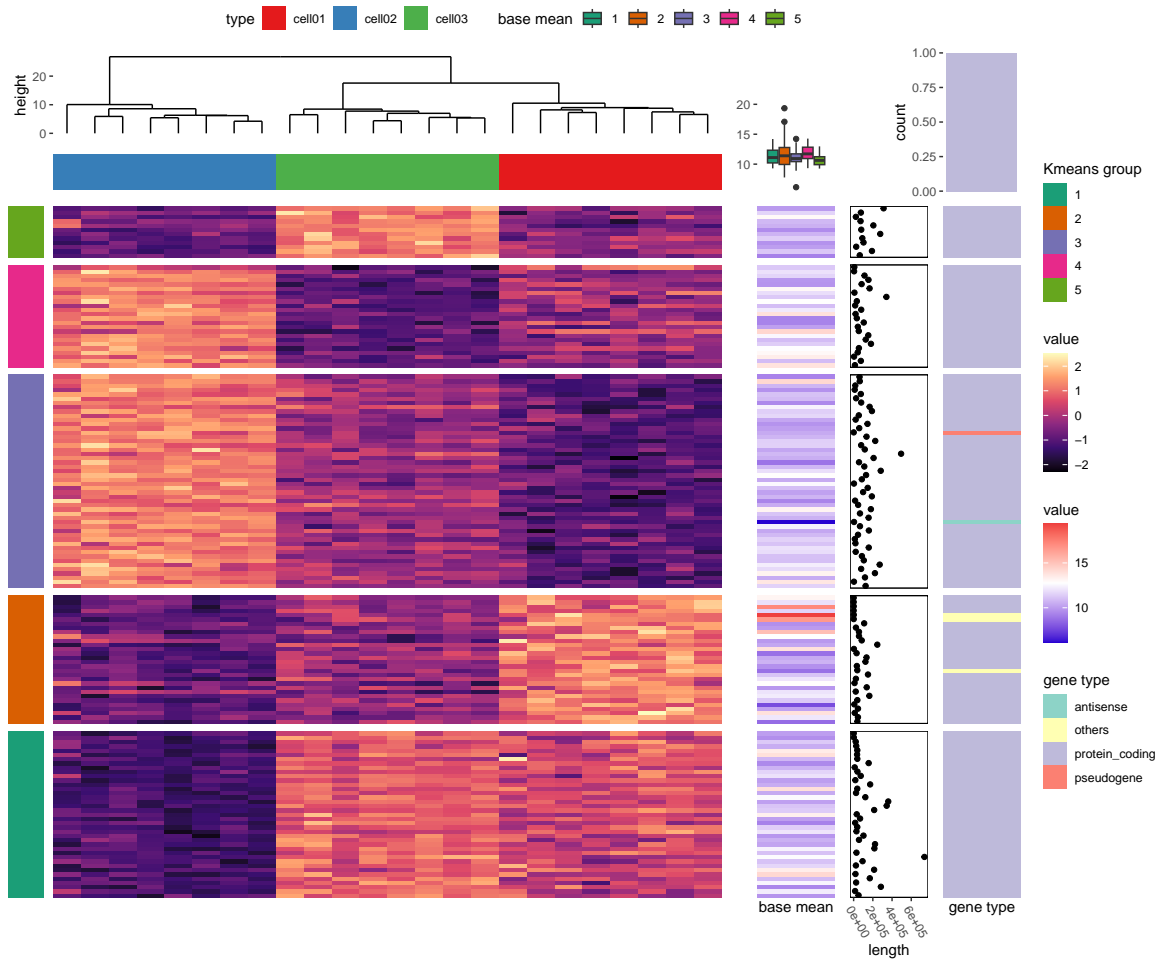 type cell01 cell02 cell03 base mean 1 2 3 4 5
height
20
10
0
20
15
10
count
1.00
0.75
0.50
0.25
0.00
Kmeans group
1
2
3
4
5
value
2
1
0
−1
−2
value
15
10
gene type
antisense
others
protein_coding
pseudogene
base mean
0e+00
2e+05
4e+05
6e+05
length
gene type